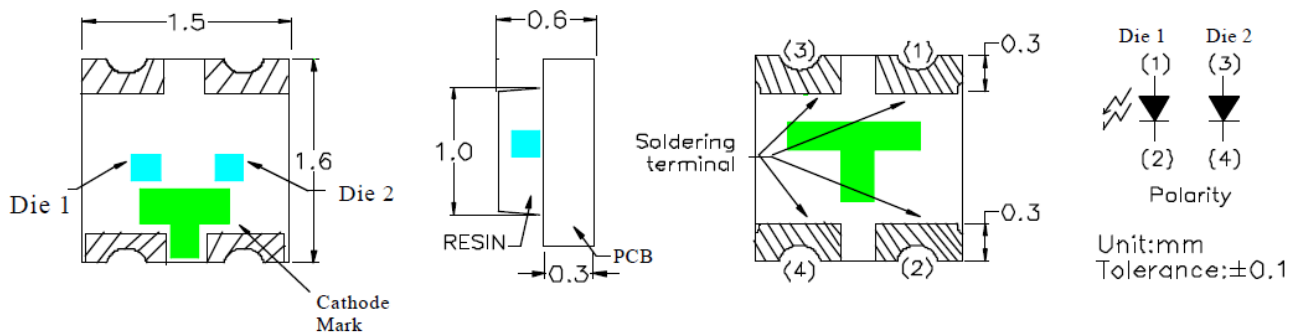 1.5
1.6
Die 1
Die 2
Cathode
Mark
0.6
1.0
RESIN
PCB
0.3
(3)
(1)
0.3
Soldering
terminal
0.3
(4)
(2)
Die 1
Die 2
(1)
(3)
(2)
(4)
Polarity
Unit:mm
Tolerance:±0.1